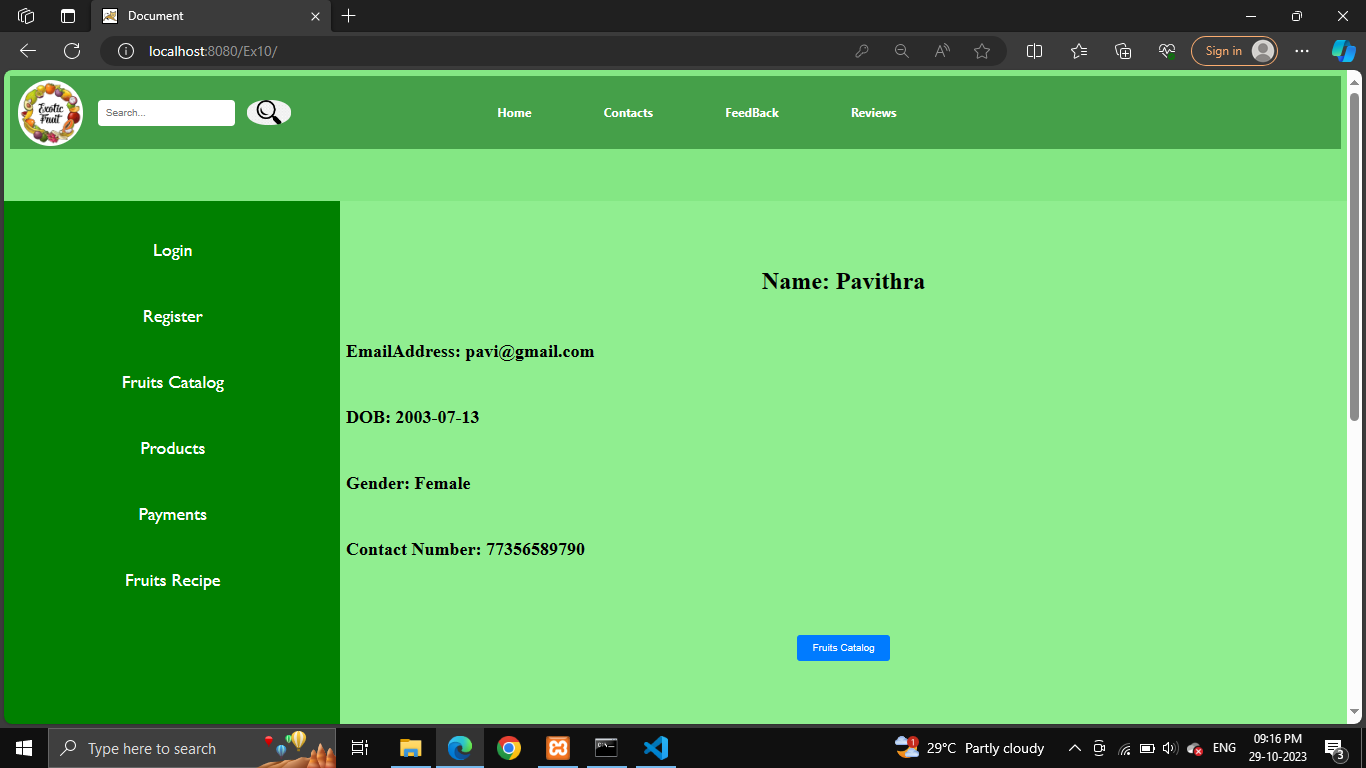 Document
localhost:8080/Ex10/
Sign in
Exotic
Fruit
Search...
Home
Contacts
FeedBack
Reviews
Login
Register
Fruits Catalog
Products
Payments
Fruits Recipe
Name: Pavithra
EmailAddress: pavi@gmail.com
DOB: 2003-07-13
Gender: Female
Contact Number: 77356589790
Fruits Catalog
Type here to search
1
29°C Partly cloudy
ENG
09:16 PM
29-10-2023
3